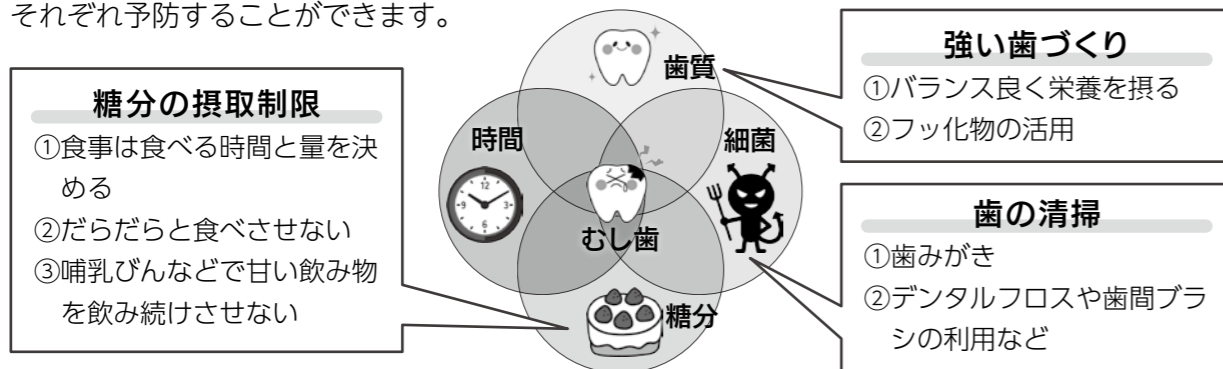 それぞれ予防することができます。
糖分の摂取制限
①食事は食べる時間と量を決
める
②だらだらと食べさせない
③哺乳びんなどで甘い飲み物
を飲み続けさせない
歯質
時間
細菌
むし歯
糖分
強い歯づくり
①バランス良く栄養を摂る
②フッ化物の活用
歯の清掃
①歯みがき
②デンタルフロスや歯間ブラ
シの利用など
12
3
6
9